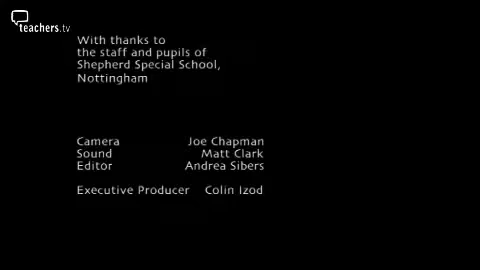 teachers.tv
With thanks to
the staff and pupils of
Shepherd Special School,
Nottingham
Camera Joe Chapman
Sound Matt Clark
Editor Andrea Sibers
Executive Producer Colin Izod